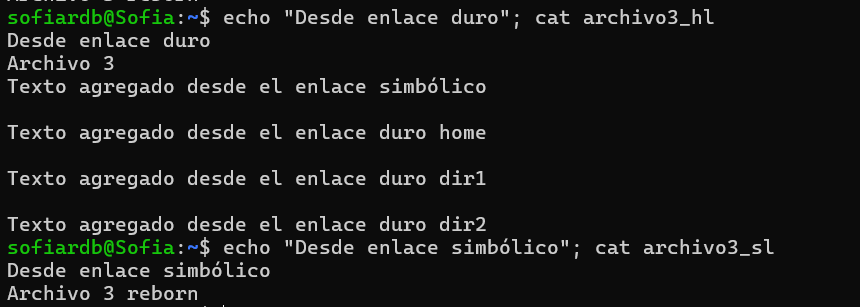 sofiardb@Sofia:~$ echo "Desde enlace duro"; cat archivo3_hl
Desde enlace duro
Archivo 3
Texto agregado desde el enlace simbólico
Texto agregado desde el enlace duro home
Texto agregado desde el enlace duro dir1
Texto agregado desde el enlace duro dir2
sofiardb@Sofia:~$ echo "Desde enlace simbólico"; cat archivo3_sl
Desde enlace simbólico
Archivo 3 reborn